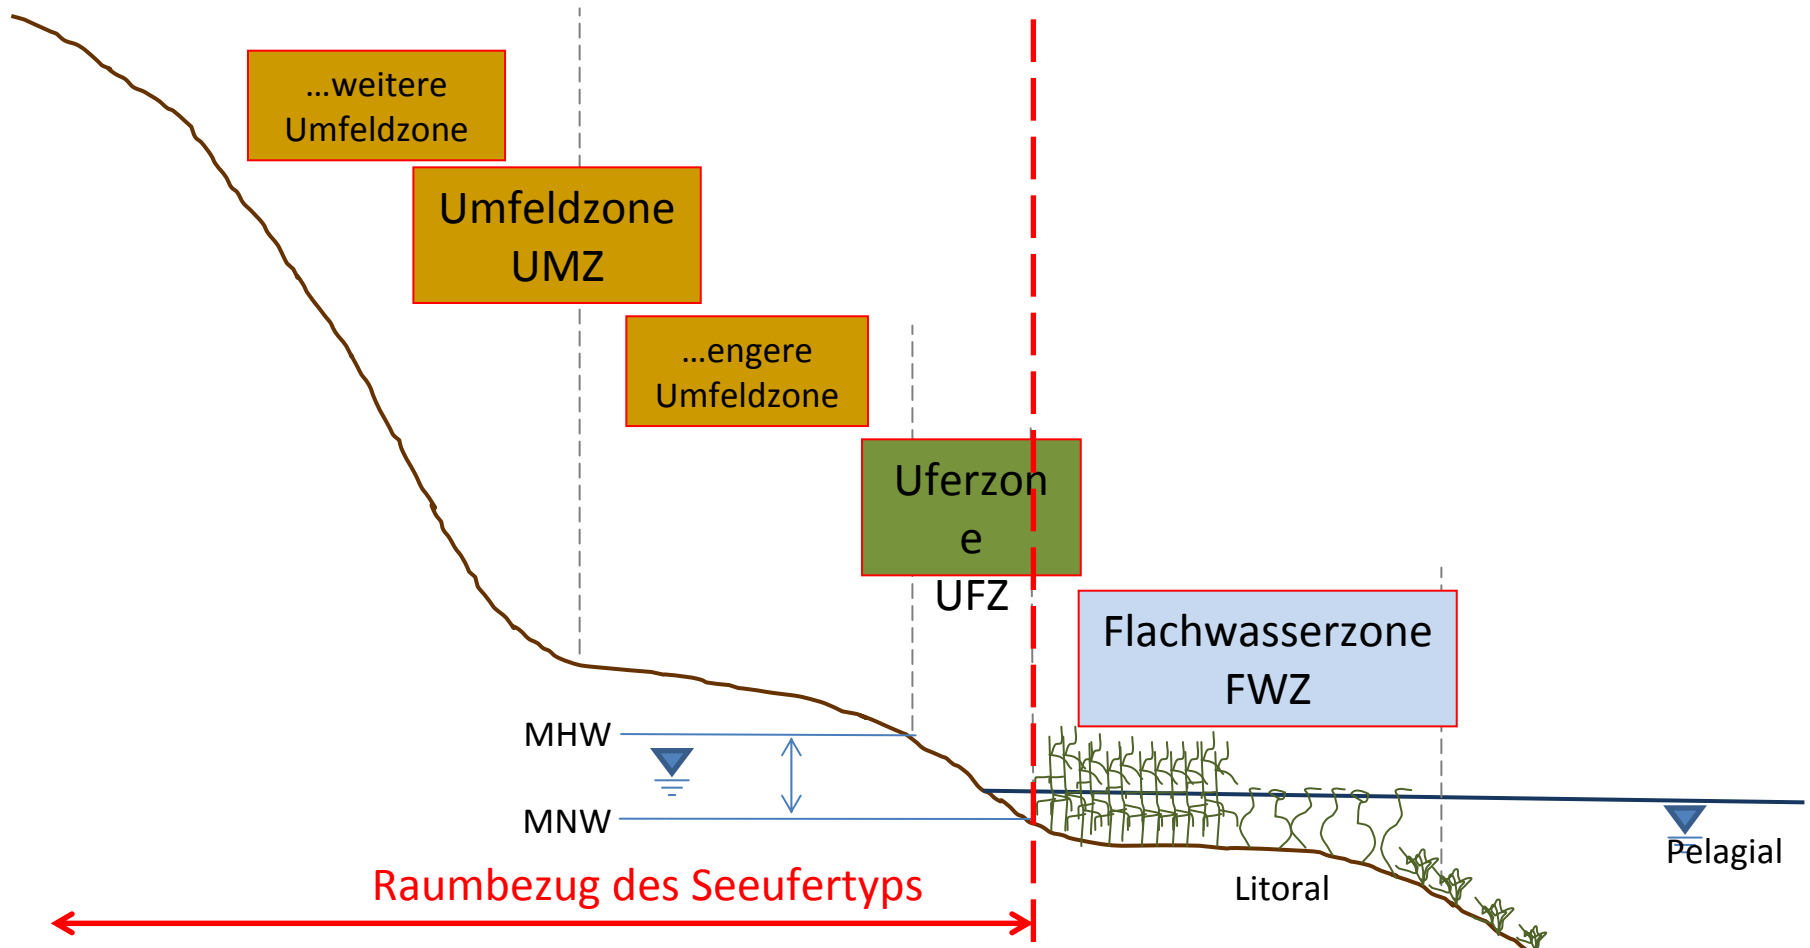 …weitere
Umfeldzone
Umfeldzone
UMZ
…engere
Umfeldzone
Uferzon
e
UFZ
Flachwasserzone
FWZ
MHW
MNW
Pelagial
Litoral
Raumbezug des Seeufertyps